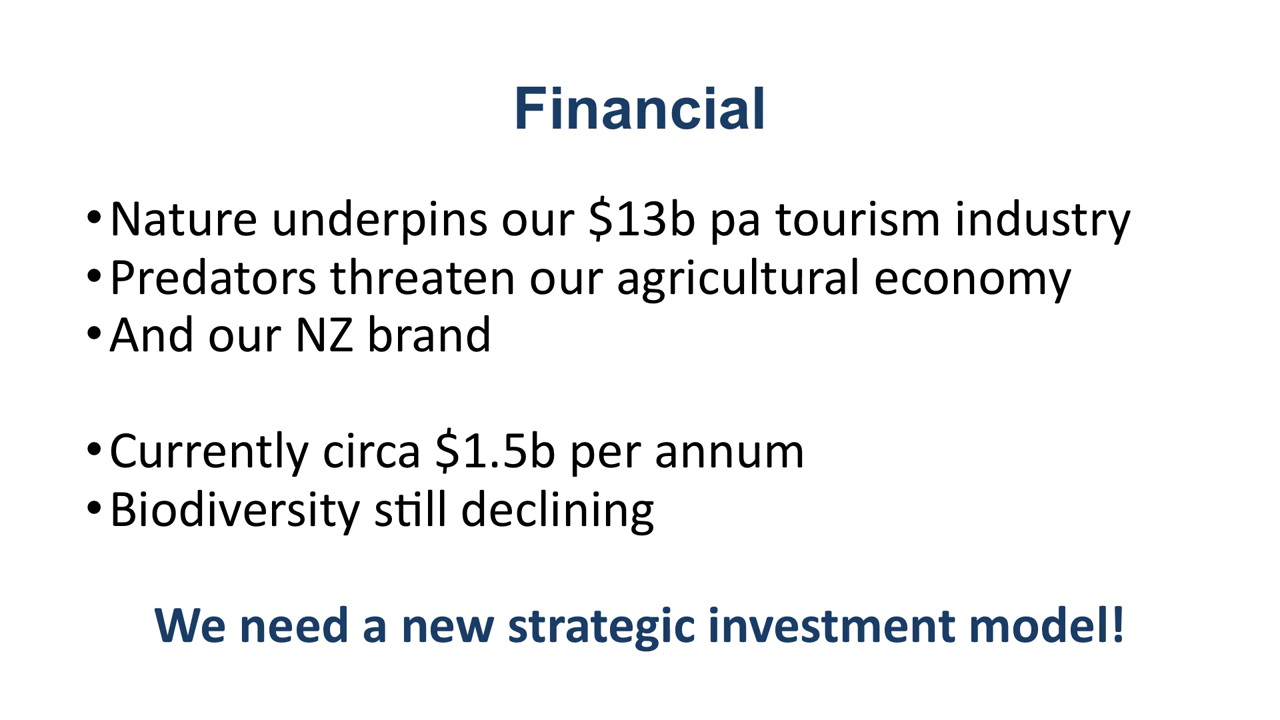 Financial
•Nature underpins our $13b pa tourism industry
•Predators threaten our agricultural economy
•And our NZ brand
•Currently circa $1.5b per annum
•Biodiversity still declining
We need a new strategic investment model!